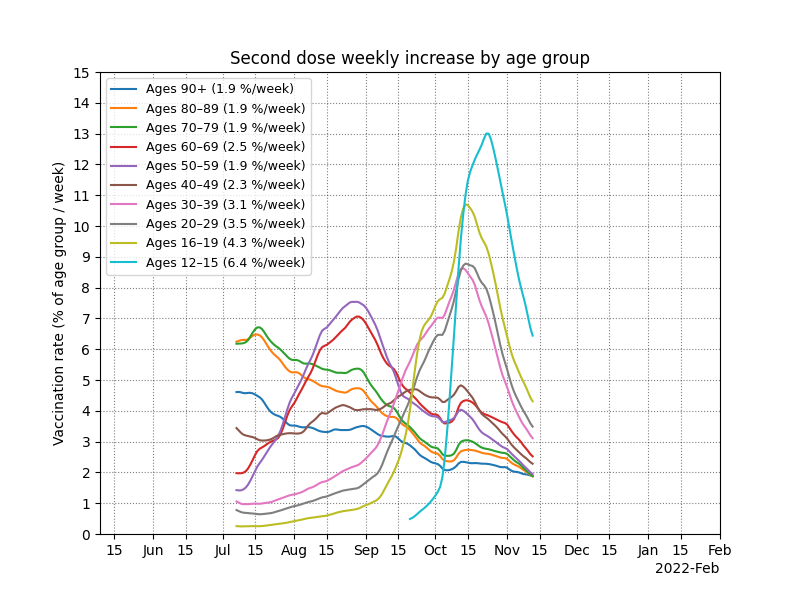 Second dose weekly increase by age group
Vaccination rate (% of age group / week)
15
14
13
12
11
10
9
8
7
6
5
4
3
2
1
0
Ages 90+ (1.9 %/week)
Ages 80–89 (1.9 %/week)
Ages 70–79 (1.9 %/week)
Ages 60–69 (2.5 %/week)
Ages 50–59 (1.9 %/week)
Ages 40–49 (2.3 %/week)
Ages 30–39 (3.1 %/week)
Ages 20–29 (3.5 %/week)
Ages 16–19 (4.3 %/week)
Ages 12–15 (6.4 %/week)
15 Jun 15 Jul 15 Aug 15 Sep 15 Oct 15 Nov 15 Dec 15 Jan 15 Feb
2022-Feb